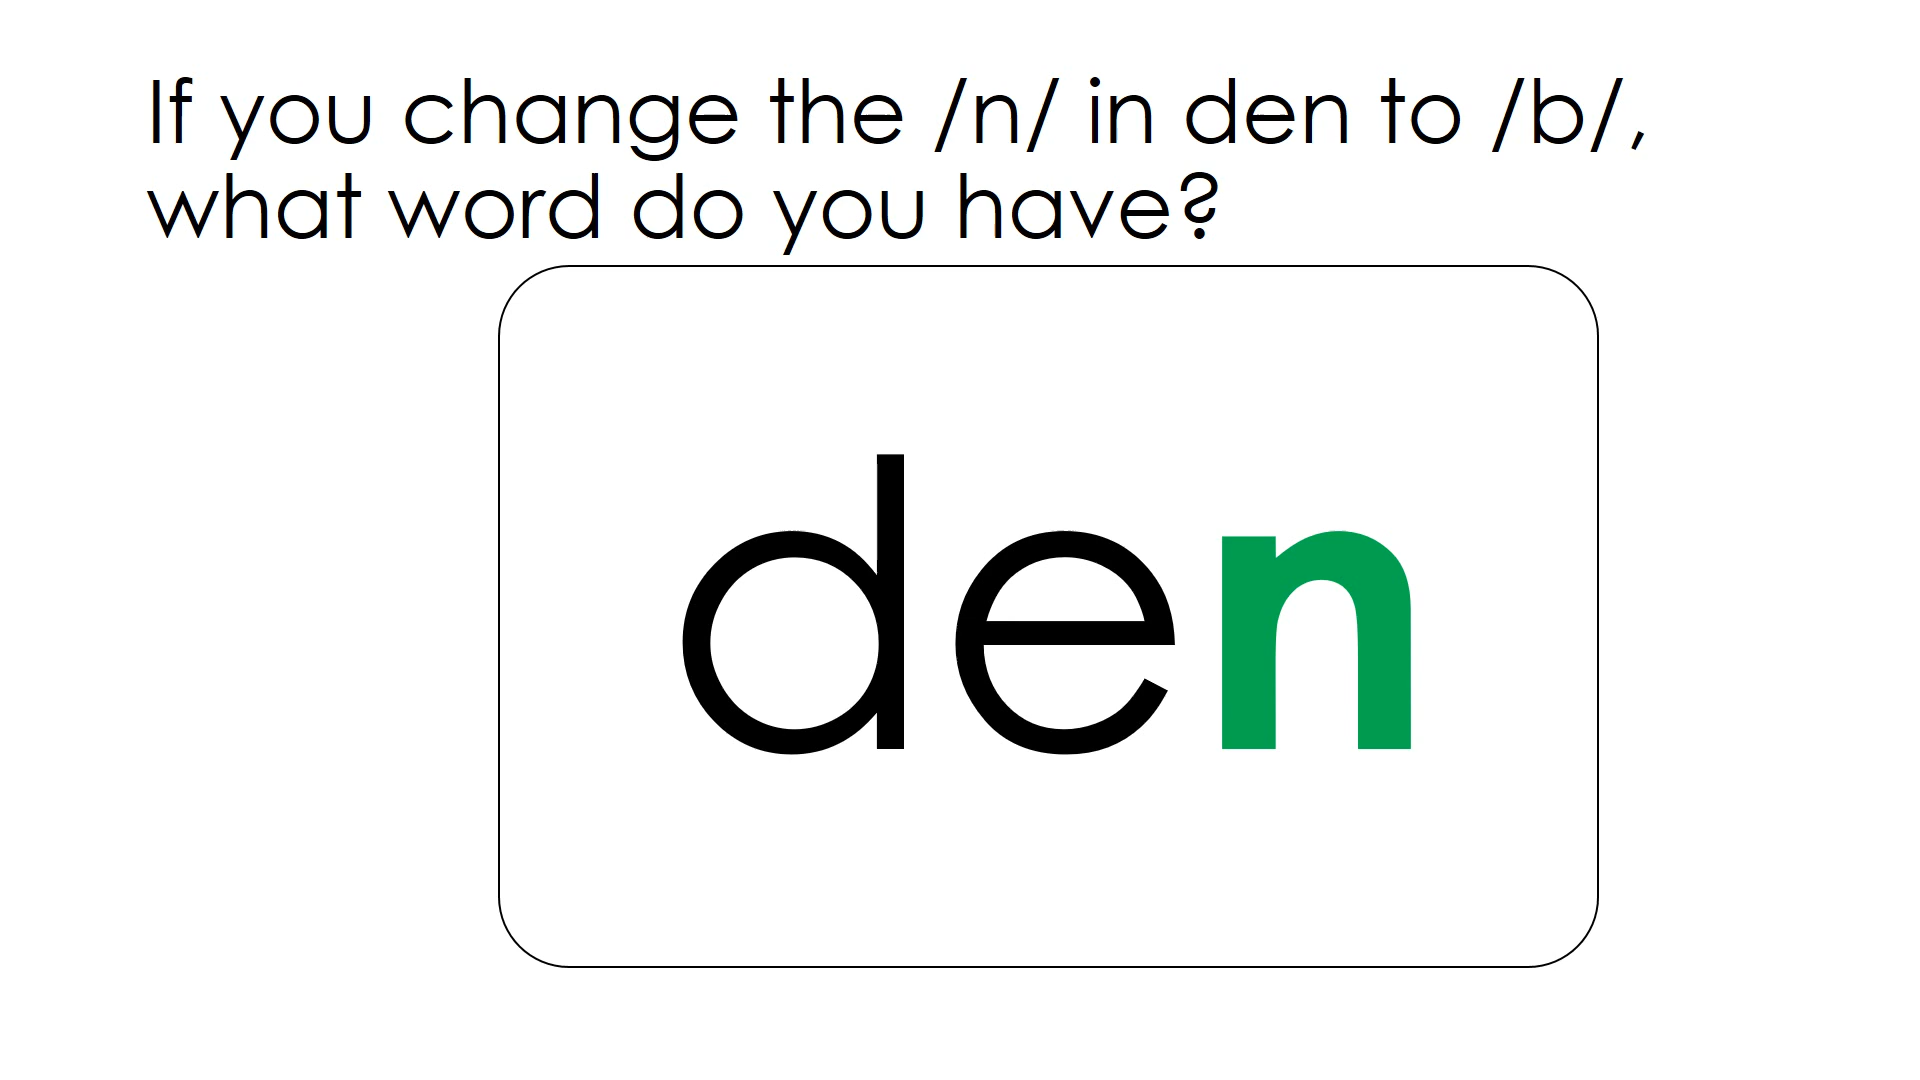 If you change the /n/ in den to /b/,
what word do you have?
den